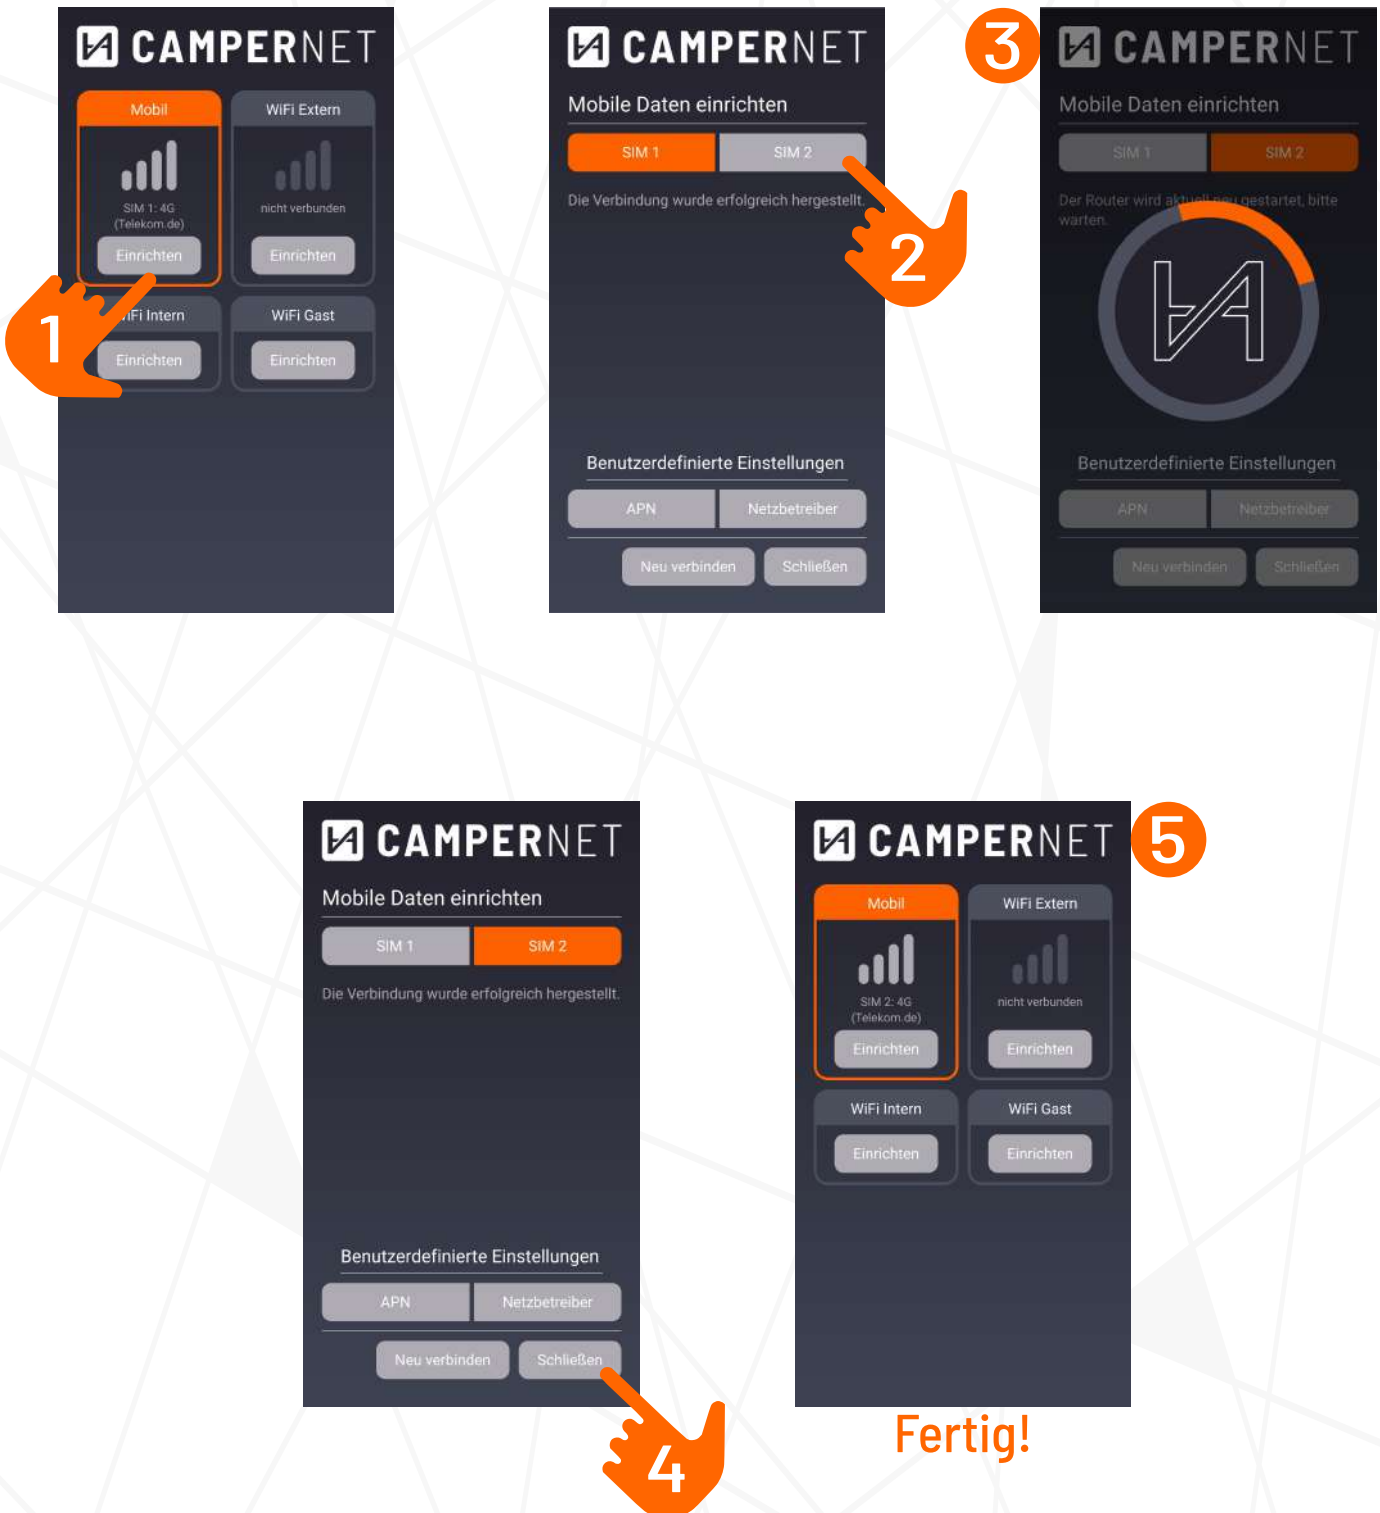 CAMPERNET
Mobil
WiFi Extern
SIM 1: 4G
(Telekom.de)
nicht verbunden
Einrichten
Einrichten
WiFi Intern
WiFi Gast
Einrichten
Einrichten
1
CAMPERNET
Mobile Daten einrichten
SIM 1
SIM 2
Die Verbindung wurde erfolgreich hergestellt.
2
Benutzerdefinierte Einstellungen
APN
Netzbetreiber
Neu verbinden
Schließen
3
CAMPERNET
Mobile Daten einrichten
SIM 1
SIM 2
Der Router wird aktuell neu gestartet, bitte
warten.
Benutzerdefinierte Einstellungen
APN
Netzbetreiber
Neu verbinden
Schließen
CAMPERNET
Mobile Daten einrichten
SIM 1
SIM 2
Die Verbindung wurde erfolgreich hergestellt.
Benutzerdefinierte Einstellungen
APN
Netzbetreiber
Neu verbinden
Schließen
4
CAMPERNET
5
Mobil
WiFi Extern
SIM 2: 4G
(Telekom.de)
nicht verbunden
Einrichten
Einrichten
WiFi Intern
WiFi Gast
Einrichten
Einrichten
Fertig!